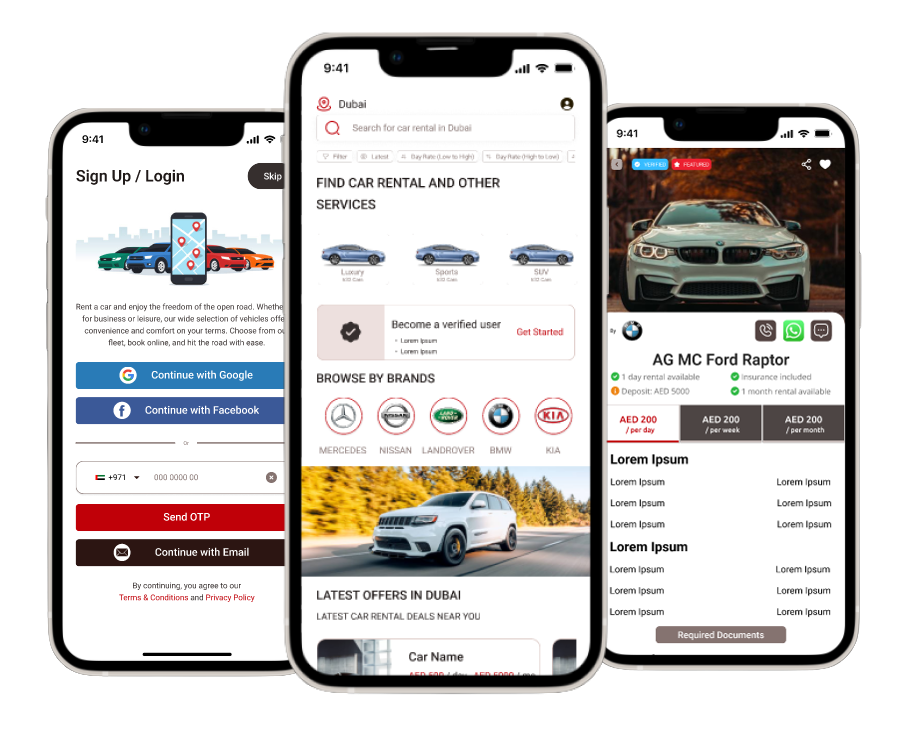 9:41
Sign Up / Login
Skip
Rent a car and enjoy the freedom of the open road. Whethe
for business or leisure, our wide selection of vehicles offe
convenience and comfort on your terms. Choose from ou
fleet, book online, and hit the road with ease.
Continue with Google
Continue with Facebook
Or
+971
000 0000 00
Send OTP
Continue with Email
By continuing, you agree to our
Terms & Conditions and Privacy Policy
9:41
Dubai
Search for car rental in Dubai
Filter
Latest
Day Rate (Low to High)
Day Rate (High to Low)
FIND CAR RENTAL AND OTHER
SERVICES
Luxury
Sports
SUV
632 Cars
632 Cars
632 Cars
Become a verified user
Lorem Ipsum
Lorem Ipsum
Get Started
BROWSE BY BRANDS
NISSAN
LAND ROVER
BMW
KIA
MERCEDES
NISSAN
LANDROVER
BMW
KIA
LATEST OFFERS IN DUBAI
LATEST CAR RENTAL DEALS NEAR YOU
Car Name
AED 500 / day
AED 5000 / mo
9:41
VERIFIED
FEATURED
By
AG MC Ford Raptor
1 day rental available
Insurance included
Deposit: AED 5000
1 month rental available
AED 200
/ per day
AED 200
/ per week
AED 200
/ per month
Lorem Ipsum
Lorem Ipsum
Lorem Ipsum
Lorem Ipsum
Lorem Ipsum
Lorem Ipsum
Lorem Ipsum
Lorem Ipsum
Lorem Ipsum
Lorem Ipsum
Lorem Ipsum
Lorem Ipsum
Required Documents